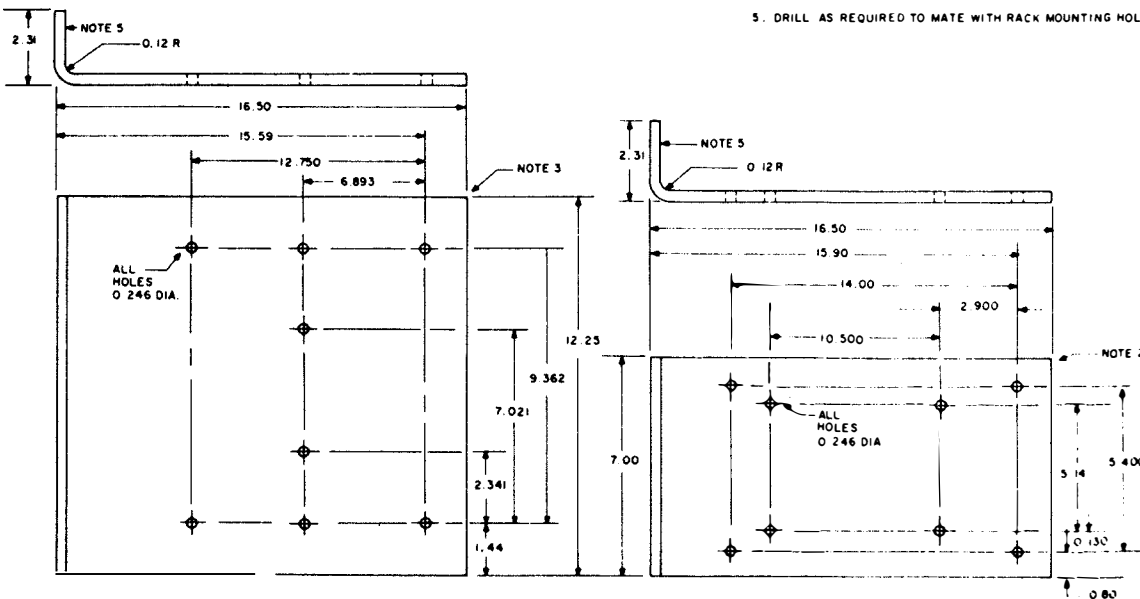 5. DRILL AS REQUIRED TO MATE WITH RACK MOUNTING HOL
2.31
NOTE 5
0.12 R
16.50
15.59
12.750
6.893
NOTE 3
ALL
HOLES
0 246 DIA.
12.25
9.362
7.021
2.341
1.44
2.31
NOTE 5
0 12R
16.50
15.90
14.00
2.900
10.500
NOTE 2
ALL
HOLES
0 246 DIA
7.00
5.14
5 400
0.130
0.80